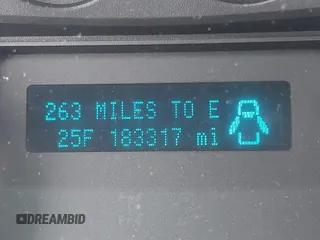 263 MILES TO E
25F 183317 mi
DREAMBID